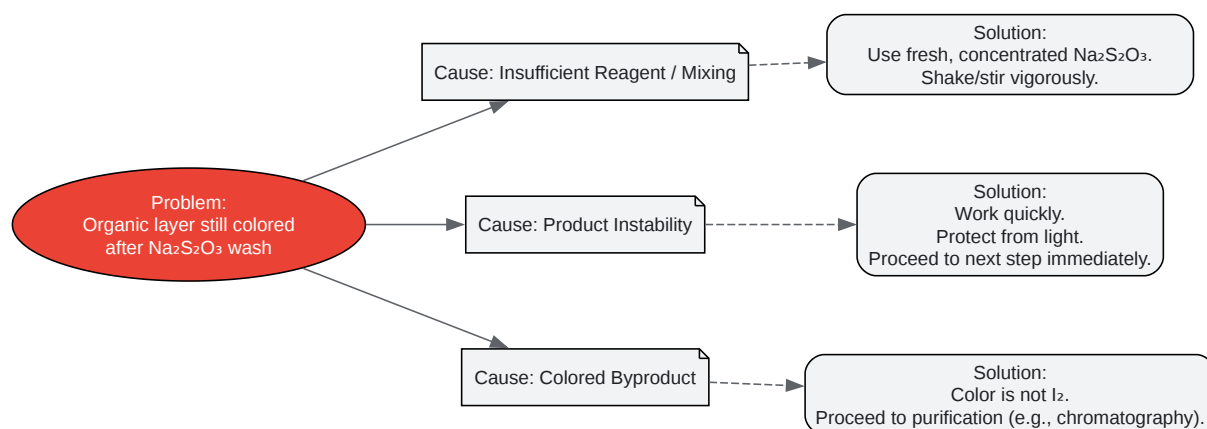 Problem:
Organic layer still colored
after Na₂S₂O₃ wash
Cause: Insufficient Reagent / Mixing
Solution:
Use fresh, concentrated Na₂S₂O₃.
Shake/stir vigorously.
Cause: Product Instability
Solution:
Work quickly.
Protect from light.
Proceed to next step immediately.
Cause: Colored Byproduct
Solution:
Color is not I₂.
Proceed to purification (e.g., chromatography).